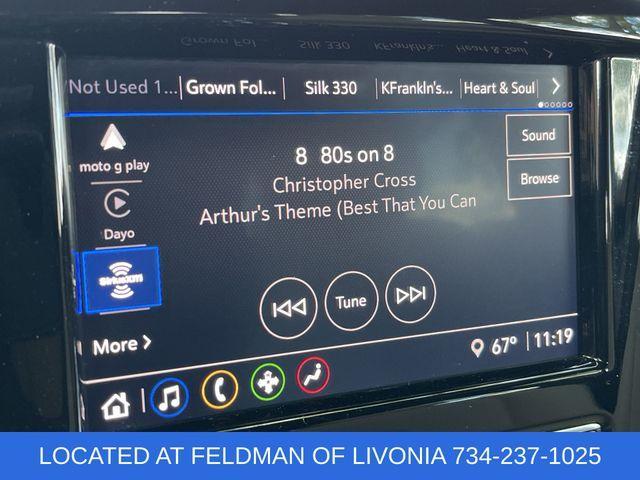 Not Used 1... Grown Fol... Silk 330 KFrankln's... Heart & Soul
Sound
moto g play
8 80s on 8
Christopher Cross
Browse
Arthur's Theme (Best That You Can
Dayo
SiriusXM
Tune
More
67° 11:19
LOCATED AT FELDMAN OF LIVONIA 734-237-1025